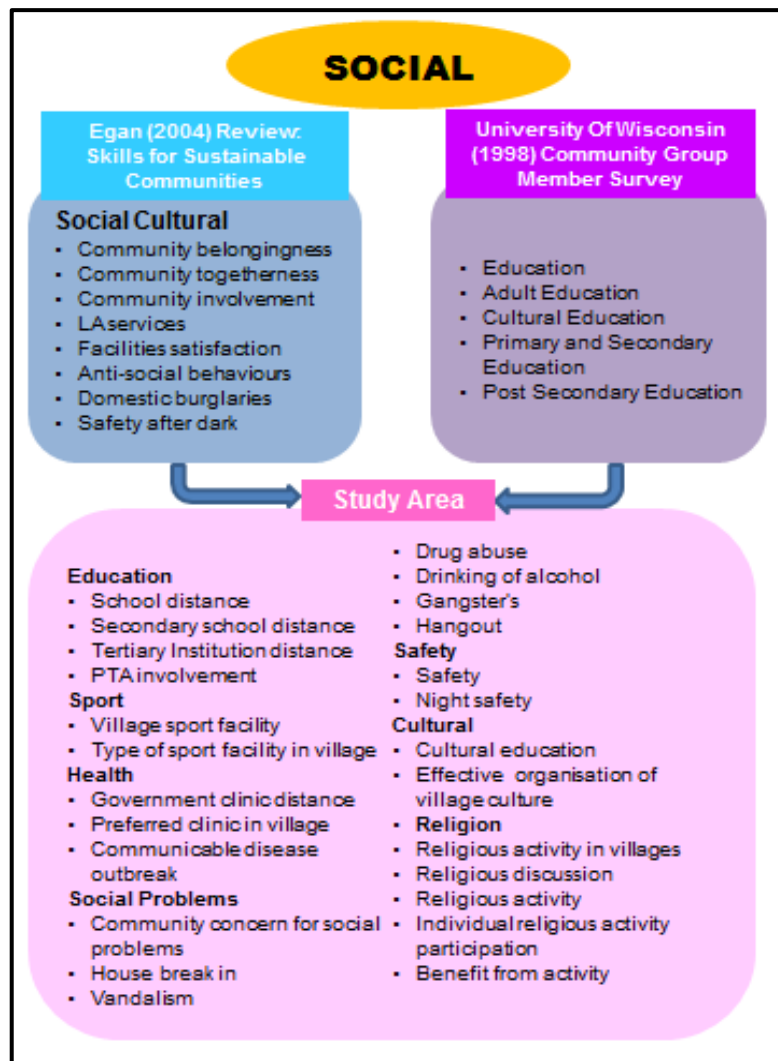 SOCIAL
Egan (2004) Review:
Skills for Sustainable
Communities
Social Cultural
▪ Community belongingness
▪ Community togetherness
▪ Community involvement
▪ LA services
▪ Facilities satisfaction
▪ Anti-social behaviours
▪ Domestic burglaries
▪ Safety after dark
University Of Wisconsin
(1998) Community Group
Member Survey
▪ Education
▪ Adult Education
▪ Cultural Education
▪ Primary and Secondary
Education
▪ Post Secondary Education
Study Area
Education
▪ School distance
▪ Secondary school distance
▪ Tertiary Institution distance
▪ PTA involvement
Sport
▪ Village sport facility
▪ Type of sport facility in village
Health
▪ Government clinic distance
▪ Preferred clinic in village
▪ Communicable disease
outbreak
Social Problems
▪ Community concern for social
problems
▪ House break in
▪ Vandalism
▪ Drug abuse
▪ Drinking of alcohol
▪ Gangster's
▪ Hangout
Safety
▪ Safety
▪ Night safety
Cultural
▪ Cultural education
▪ Effective organisation of
village culture
▪ Religion
▪ Religious activity in villages
▪ Religious discussion
▪ Religious activity
▪ Individual religious activity
participation
▪ Benefit from activity